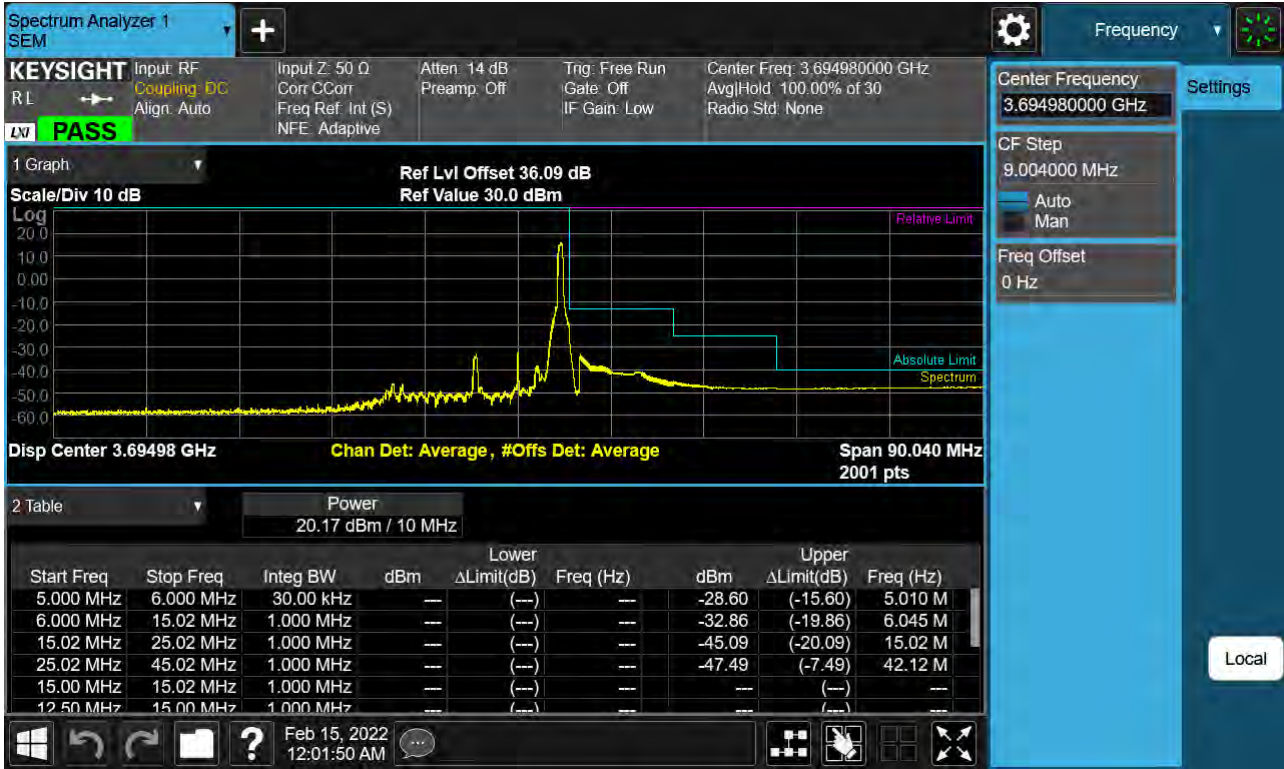 Spectrum Analyzer 1
SEM
+
Frequency
KEYSIGHT
Input: RF
Coupling: DC
Align: Auto
Input Z: 50 Ω
Corr CCorr
Freq Ref: Int (S)
NFE: Adaptive
Atten: 14 dB
Preamp: Off
Trig: Free Run
Gate: Off
IF Gain: Low
Center Freq: 3.694980000 GHz
Avg|Hold: 100.00% of 30
Radio Std: None
R L
LXI
PASS
Center Frequency
3.694980000 GHz
Settings
CF Step
9.004000 MHz
Auto
Man
Freq Offset
0 Hz
Local
1 Graph
Ref Lvl Offset 36.09 dB
Scale/Div 10 dB
Ref Value 30.0 dBm
Log
Relative Limit
20.0
10.0
0.00
-10.0
-20.0
-30.0
-40.0
-50.0
-60.0
Absolute Limit
Spectrum
Disp Center 3.69498 GHz
Chan Det: Average, #Offs Det: Average
Span 90.040 MHz
2001 pts
2 Table
Power
20.17 dBm / 10 MHz
Lower Upper
Start Freq Stop Freq Integ BW dBm ΔLimit(dB) Freq (Hz) dBm ΔLimit(dB) Freq (Hz)
5.000 MHz 6.000 MHz 30.00 kHz --- (---) --- -28.60 (-15.60) 5.010 M
6.000 MHz 15.02 MHz 1.000 MHz --- (---) --- -32.86 (-19.86) 6.045 M
15.02 MHz 25.02 MHz 1.000 MHz --- (---) --- -45.09 (-20.09) 15.02 M
25.02 MHz 45.02 MHz 1.000 MHz --- (---) --- -47.49 (-7.49) 42.12 M
15.00 MHz 15.02 MHz 1.000 MHz --- (---) --- --- (---) ---
12.50 MHz 15.00 MHz 1.000 MHz --- (---) --- --- (---) ---
?
Feb 15, 2022
12:01:50 AM